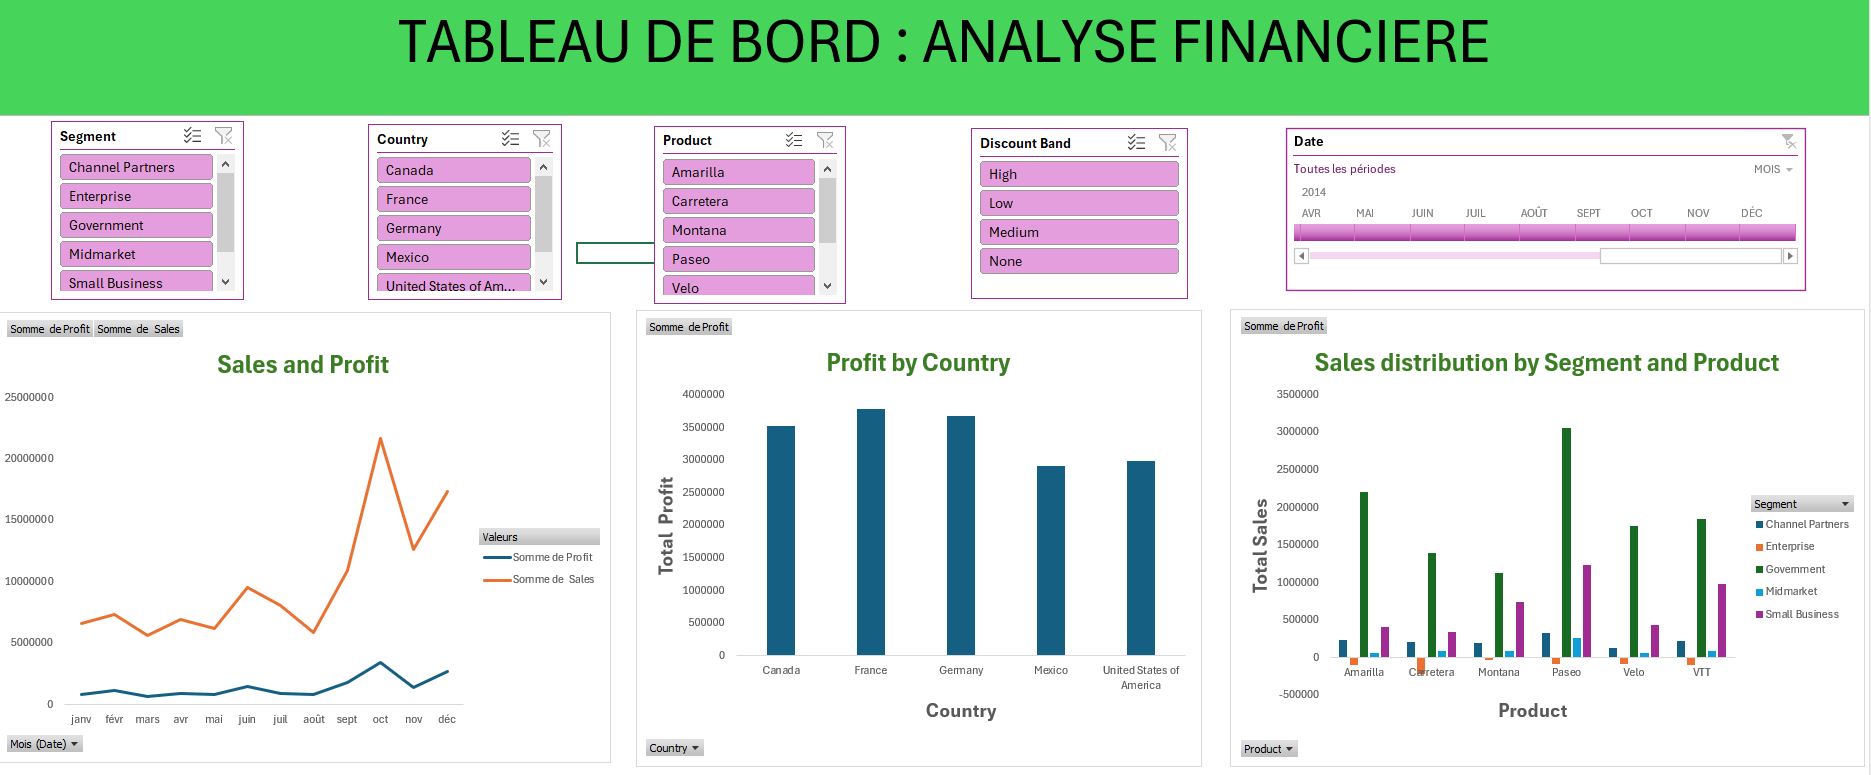 TABLEAU DE BORD : ANALYSE FINANCIERE
Segment
Channel Partners
Enterprise
Government
Midmarket
Small Business
Country
Canada
France
Germany
Mexico
United States of Am...
Product
Amarilla
Carretera
Montana
Paseo
Velo
Discount Band
High
Low
Medium
None
Date
Toutes les périodes
MOIS
2014
AVR MAI JUIN JUIL AOÛT SEPT OCT NOV DÉC
Somme de Profit Somme de Sales
Sales and Profit
25000000
20000000
15000000
10000000
5000000
0
janv févr mars avr mai juin juil août sept oct nov déc
Valeurs
Somme de Profit
Somme de Sales
Mois (Date)
Somme de Profit
Profit by Country
Total Profit
4000000
3500000
3000000
2500000
2000000
1500000
1000000
500000
0
Canada France Germany Mexico United States of
America
Country
Country
Somme de Profit
Sales distribution by Segment and Product
Total Sales
3500000
3000000
2500000
2000000
1500000
1000000
500000
0
-500000
Amarilla Carretera Montana Paseo Velo VTT
Product
Segment
Channel Partners
Enterprise
Government
Midmarket
Small Business
Product